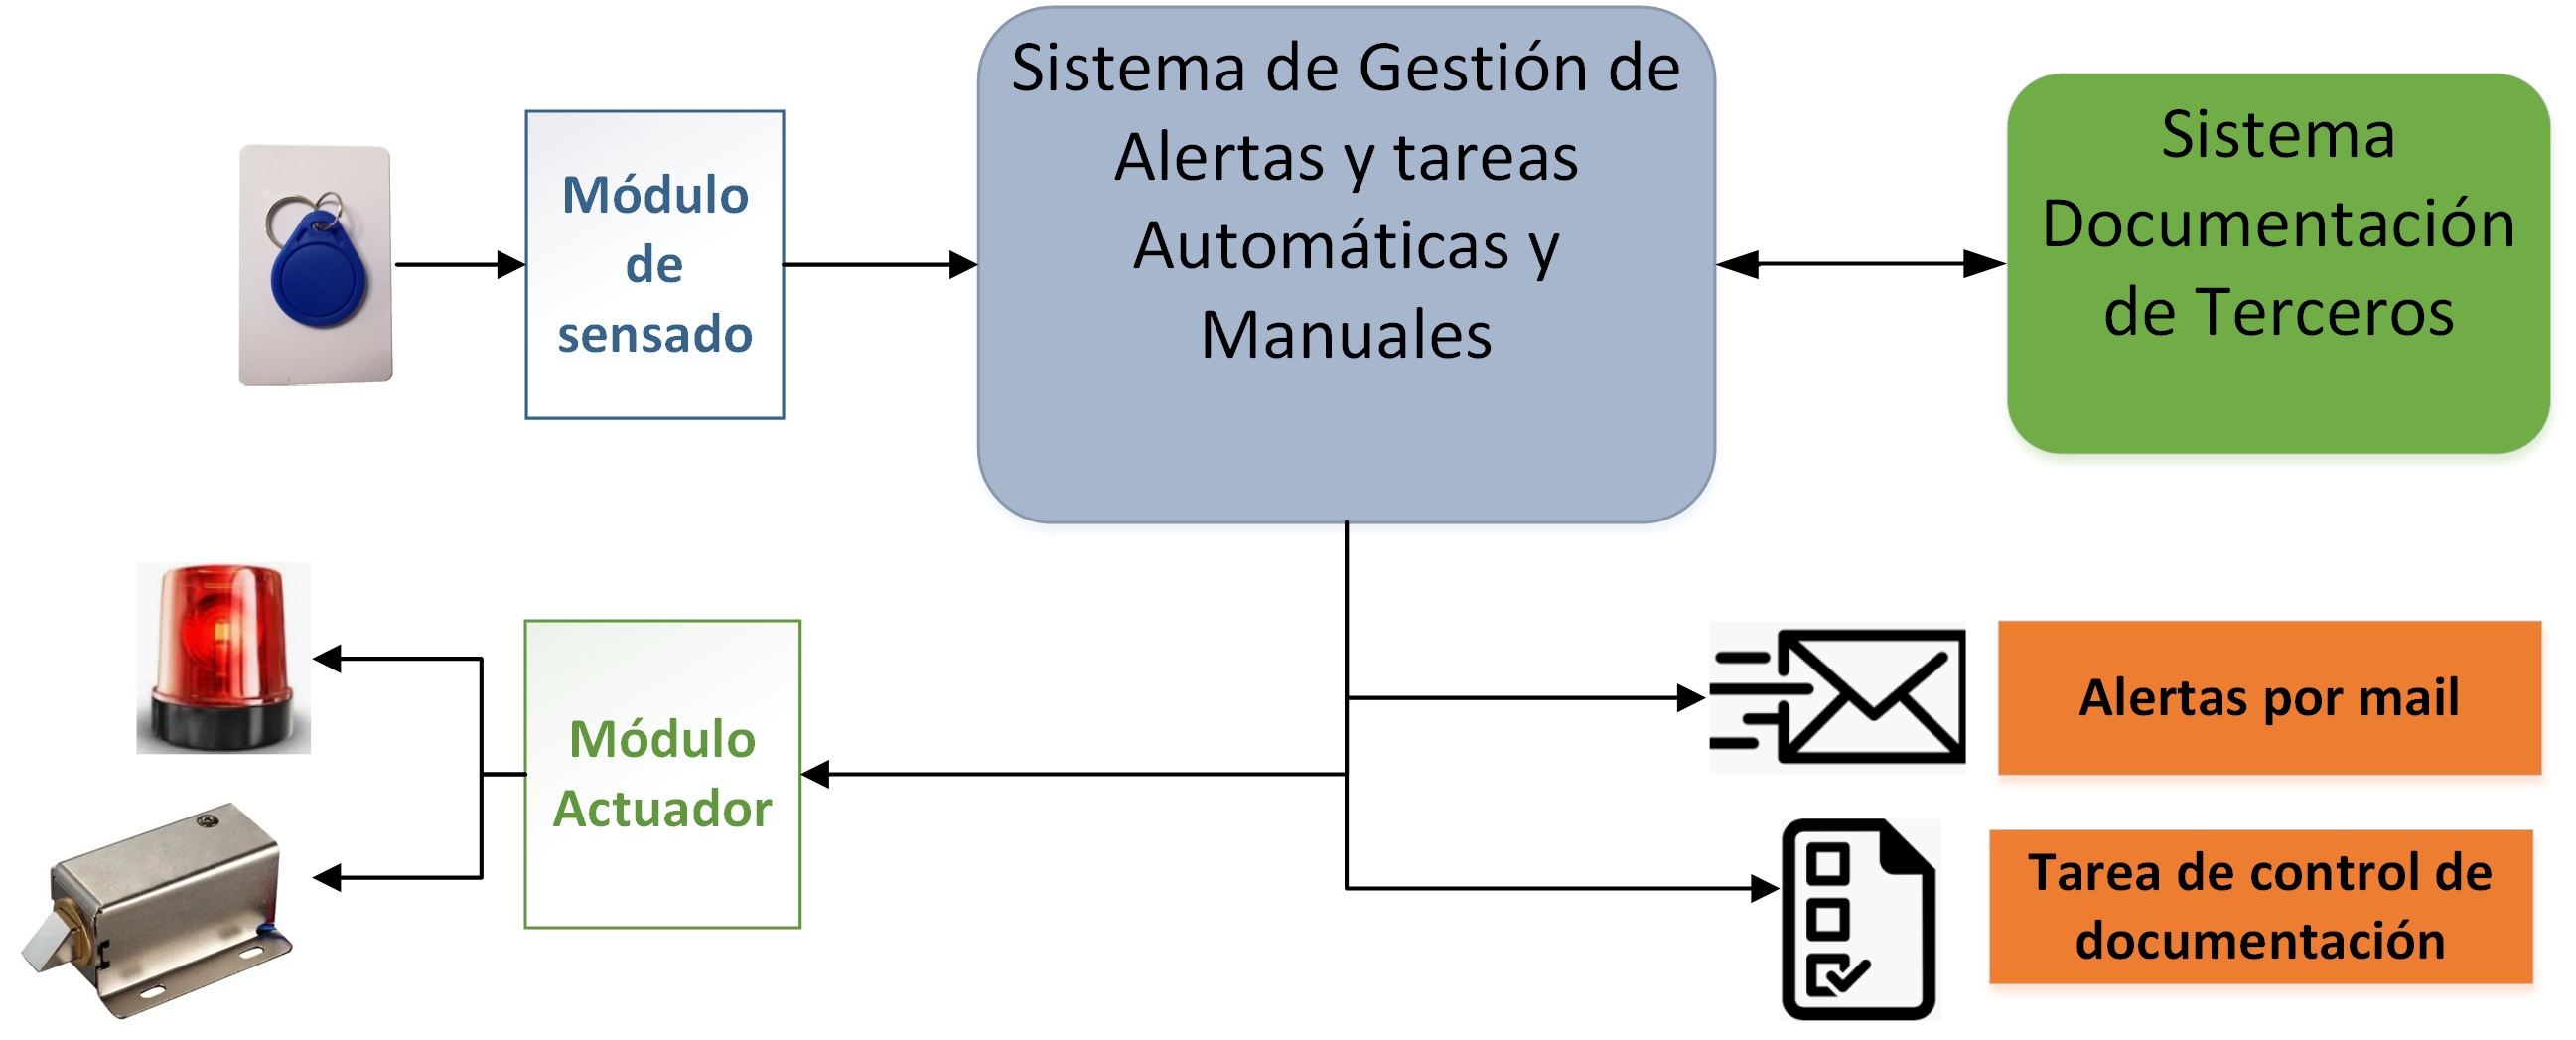 Sistema de Gestión de
Alertas y tareas
Automáticas y
Manuales
Sistema
Documentación
de Terceros
Módulo
de
sensado
Módulo
Actuador
Alertas por mail
Tarea de control de
documentación